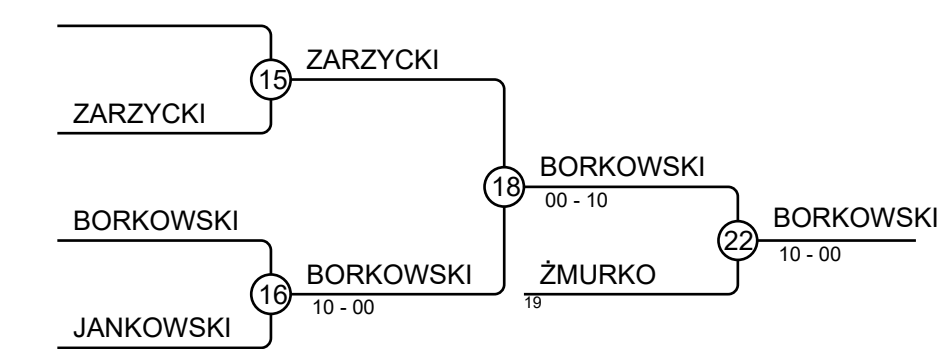 ZARZYCKI
15
ZARZYCKI
BORKOWSKI
18
00 - 10
BORKOWSKI
BORKOWSKI
22
10 - 00
16
BORKOWSKI
10 - 00
ŻMURKO
19
JANKOWSKI